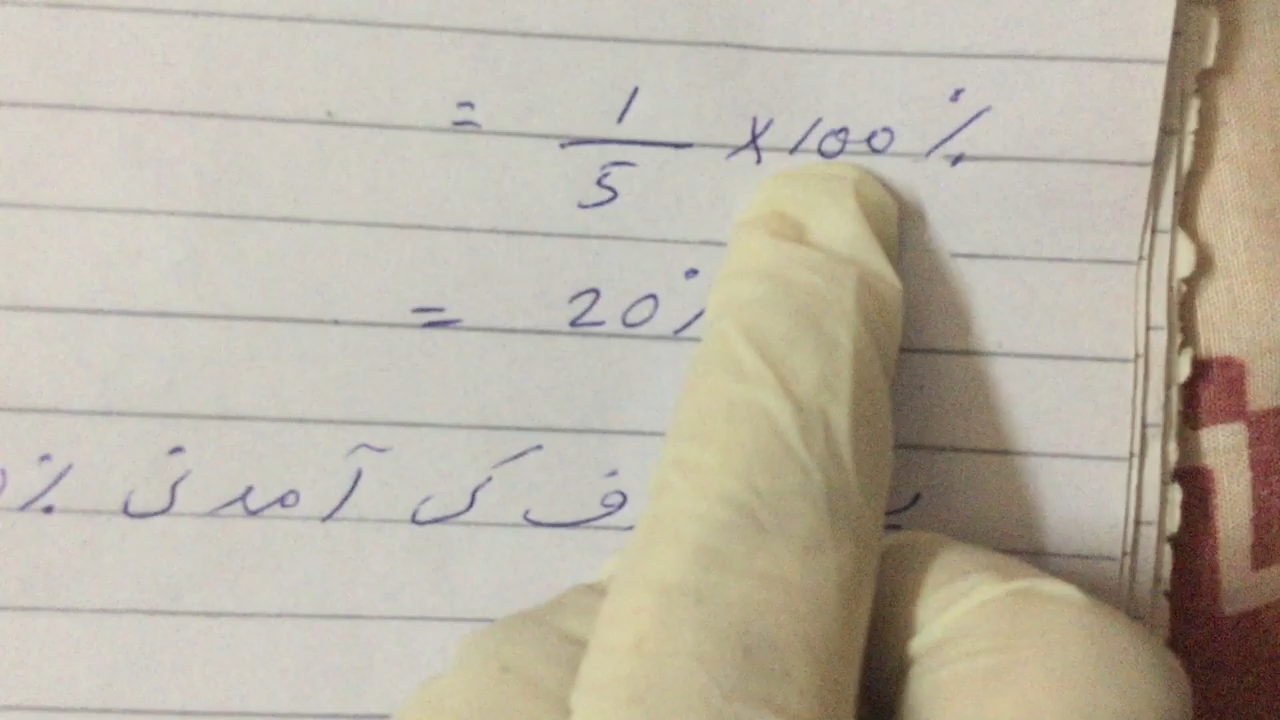 = 1/5 × 100 %
= 20%
ف کی آمدنی %